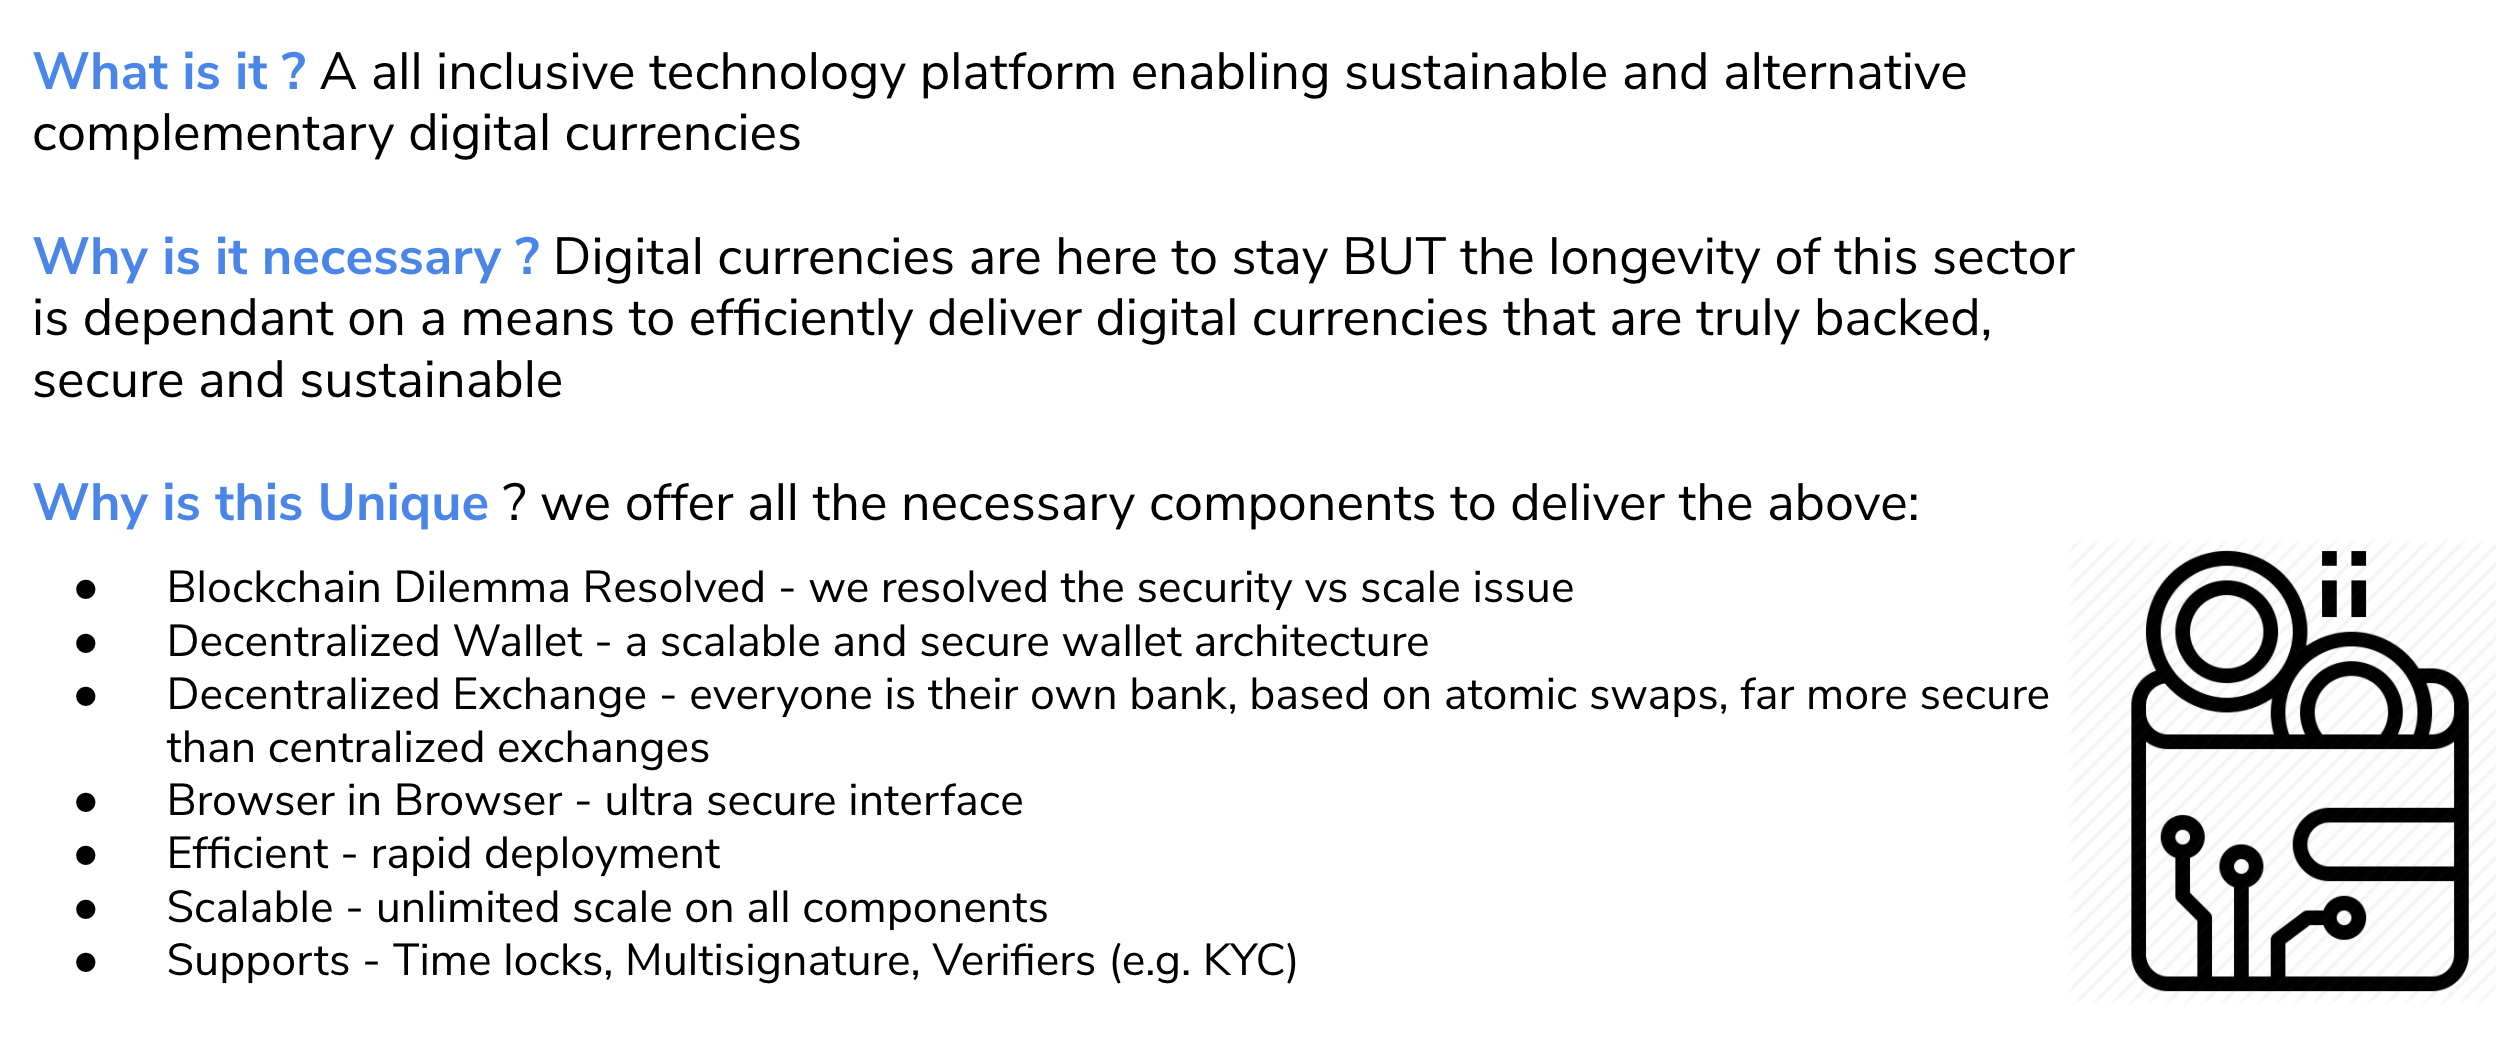 What is it ? A all inclusive technology platform enabling sustainable and alternative
complementary digital currencies
Why is it necessary ? Digital currencies are here to stay BUT the longevity of this sector
is dependant on a means to efficiently deliver digital currencies that are truly backed,
secure and sustainable
Why is this Unique ? we offer all the necessary components to deliver the above:
● Blockchain Dilemma Resolved - we resolved the security vs scale issue
● Decentralized Wallet - a scalable and secure wallet architecture
● Decentralized Exchange - everyone is their own bank, based on atomic swaps, far more secure
than centralized exchanges
● Browser in Browser - ultra secure interface
● Efficient - rapid deployment
● Scalable - unlimited scale on all components
● Supports - Time locks, Multisignature, Verifiers (e.g. KYC)